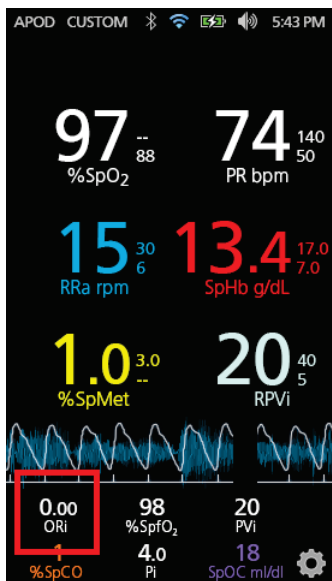 APOD CUSTOM 5:43 PM
97 -- 88 74 140 50
%SpO₂ PR bpm
15 30 6 13.4 17.0 7.0
RRa rpm SpHb g/dL
1.0 3.0 -- 20 40 5
%SpMet RPVi
0.00 98 20
ORi %SpfO₂ PVi
1 4.0 18
%SpCO Pi SpOC ml/dl